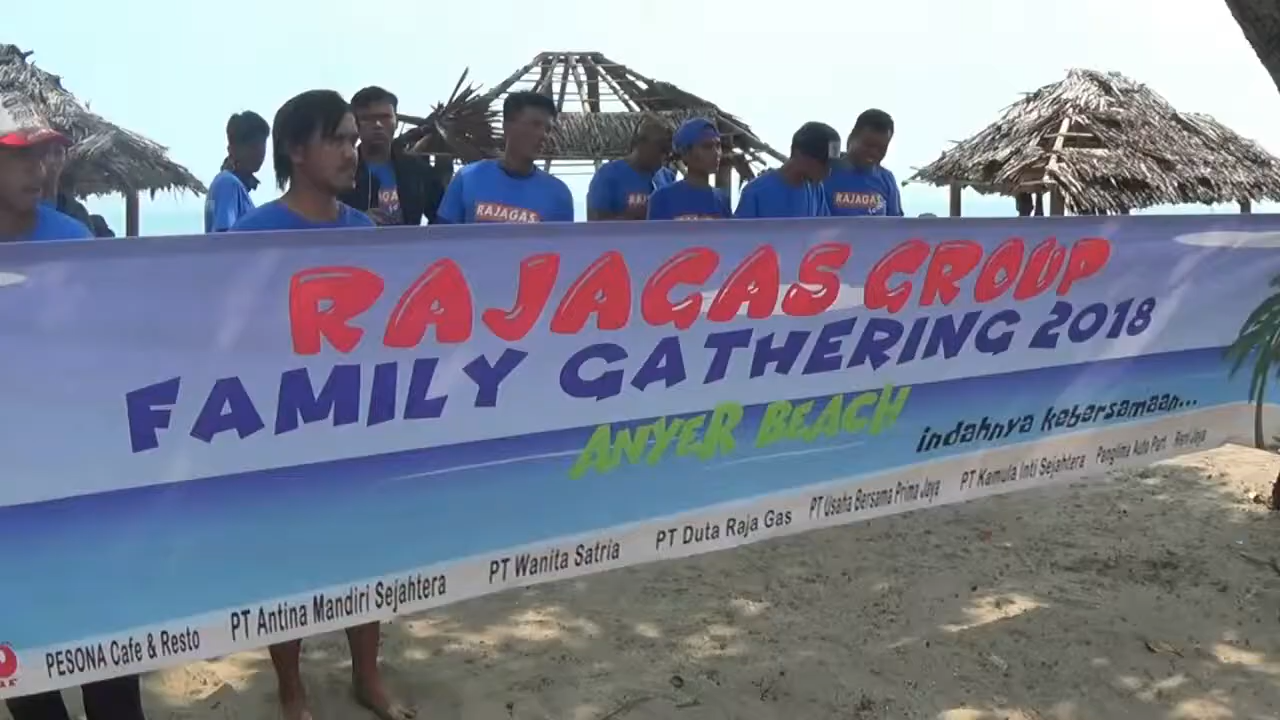 RAJAGAS
RAJAGAS
RAJAGAS GROUP
FAMILY GATHERING 2018
ANYER BEACH
indahnya kebersamaan...
PESONA Cafe & Resto PT Antina Mandiri Sejahtera PT Wanita Satria PT Duta Raja Gas PT Usaha Bersama Prima Jaya PT Kamula Inti Sejahtera Panglima Auto Part Reni Jaya